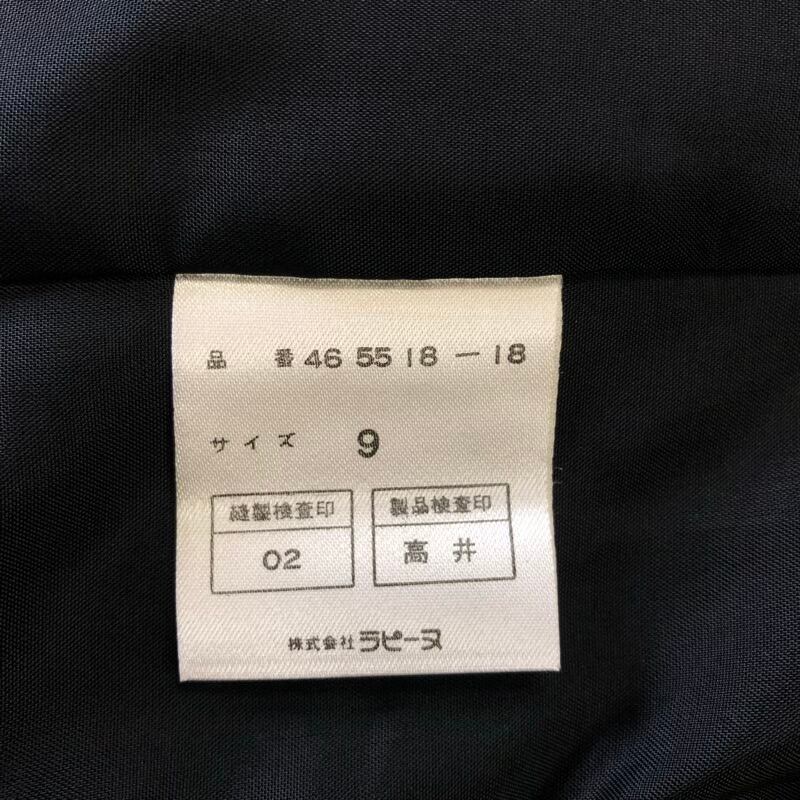 品 番 46 55 18 — 18
サイズ 9
縫製検査印 製品検査印
02 高井
株式会社 ラピーヌ